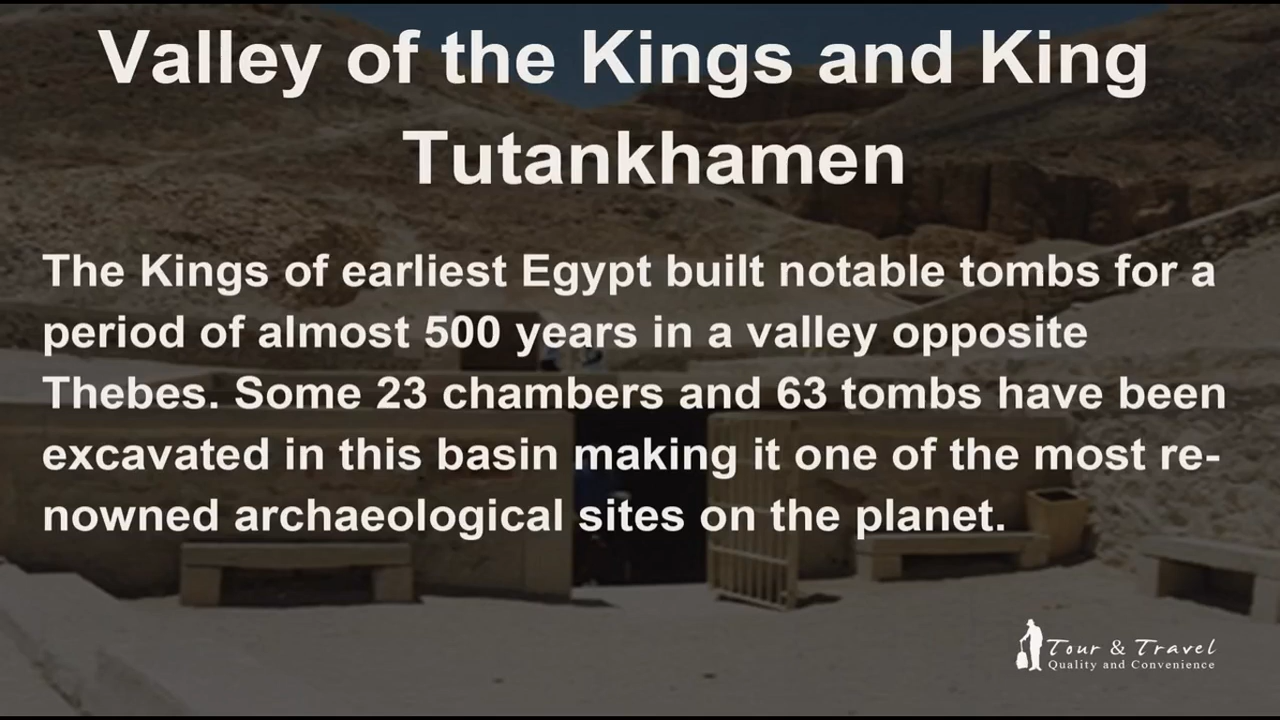 Valley of the Kings and King
Tutankhamen
The Kings of earliest Egypt built notable tombs for a
period of almost 500 years in a valley opposite
Thebes. Some 23 chambers and 63 tombs have been
excavated in this basin making it one of the most re-
nowned archaeological sites on the planet.
Tour & Travel
Quality and Convenience